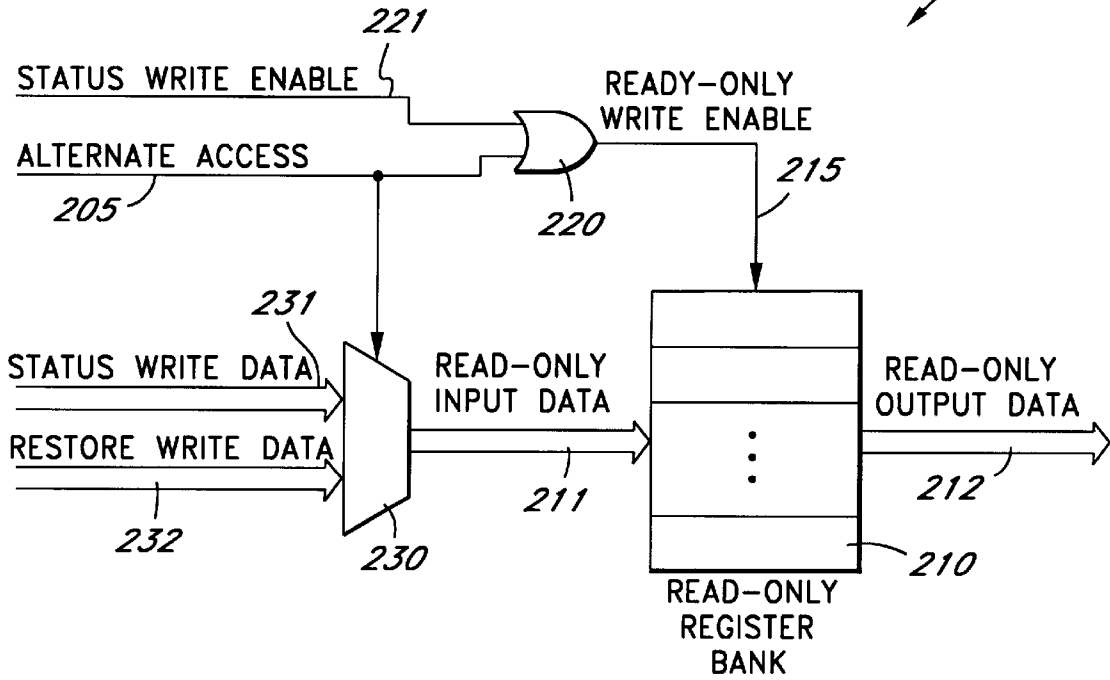 221
STATUS WRITE ENABLE
READY-ONLY
WRITE ENABLE
ALTERNATE ACCESS
205
220
215
231
STATUS WRITE DATA
READ-ONLY
INPUT DATA
READ-ONLY
OUTPUT DATA
RESTORE WRITE DATA
232
230
211
212
210
READ-ONLY
REGISTER
BANK